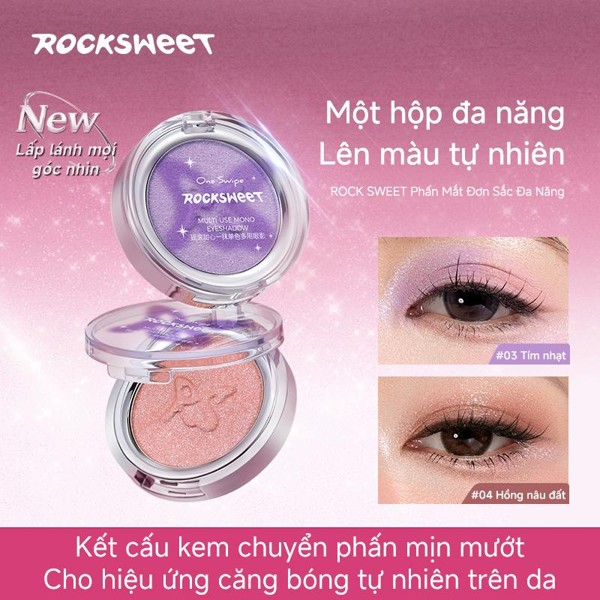 ROCKSWEET
New
Lấp lánh mọi
góc nhìn
One Swipe
ROCKSWEET
MULTI-USE MONO
EYESHADOW
Một hộp đa năng
Lên màu tự nhiên
ROCK SWEET Phấn Mắt Đơn Sắc Đa Năng
#03 Tím nhạt
#04 Hồng nâu đất
Kết cấu kem chuyển phấn mịn mướt
Cho hiệu ứng căng bóng tự nhiên trên da